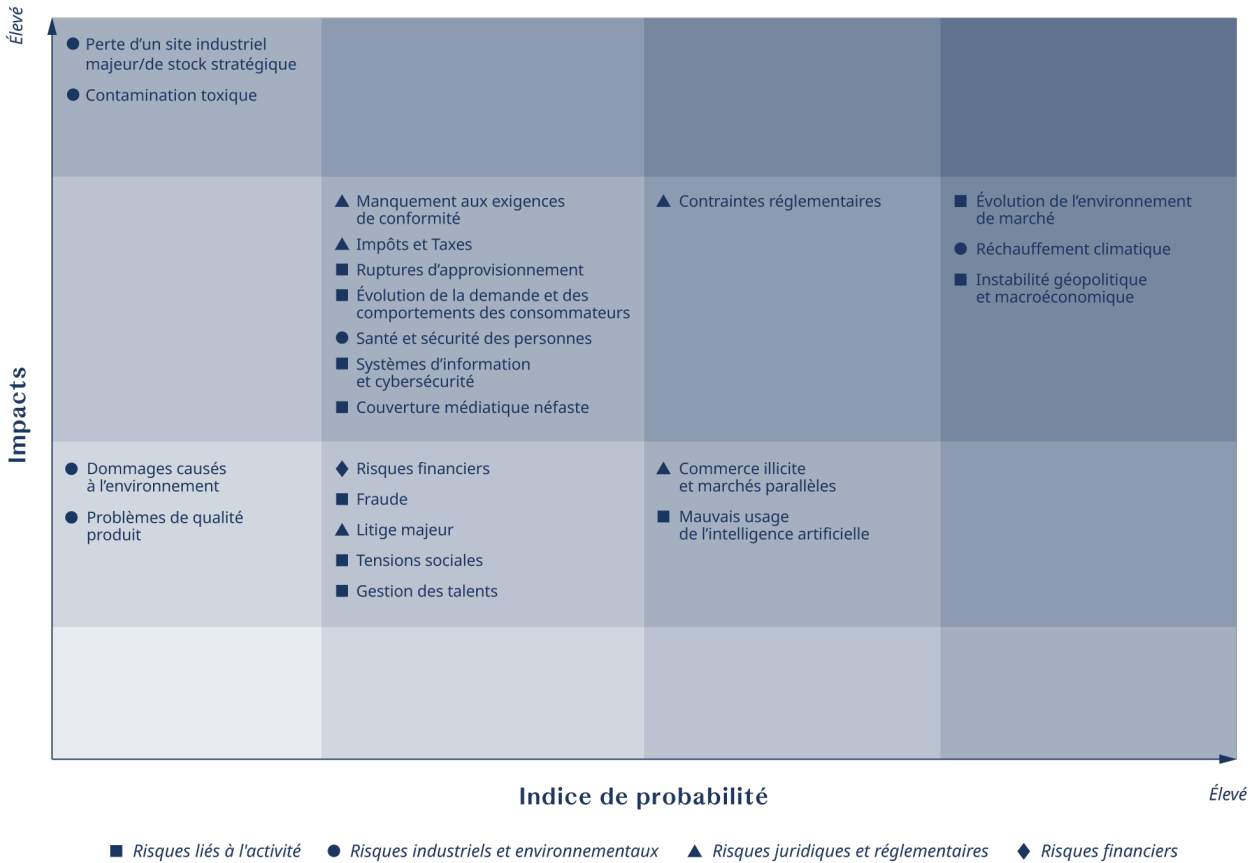 Élevé
Perte d’un site industriel
majeur/de stock stratégique
Contamination toxique
Manquement aux exigences
de conformité
Impôts et Taxes
Ruptures d’approvisionnement
Évolution de la demande et des
comportements des consommateurs
Santé et sécurité des personnes
Systèmes d’information
et cybersécurité
Couverture médiatique néfaste
Contraintes réglementaires
Évolution de l’environnement
de marché
Réchauffement climatique
Instabilité géopolitique
et macroéconomique
Impacts
Dommages causés
à l’environnement
Problèmes de qualité
produit
Risques financiers
Fraude
Litige majeur
Tensions sociales
Gestion des talents
Commerce illicite
et marchés parallèles
Mauvais usage
de l’intelligence artificielle
Indice de probabilité
Élevé
Risques liés à l'activité
Risques industriels et environnementaux
Risques juridiques et réglementaires
Risques financiers